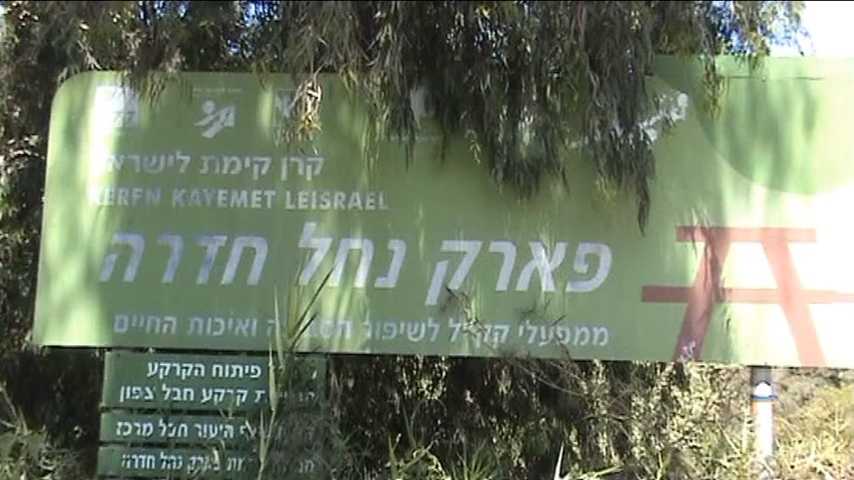 קרן קימת לישראל
KEREN KAYEMET LEISRAEL
פארק נחל חדרה
ממפעלי קק"ל לשיפור הסביבה ואיכות החיים
פיתוח הקרקע
קרקע חבל צפון
היעור חבל מרכז
פארק נחל חדרה